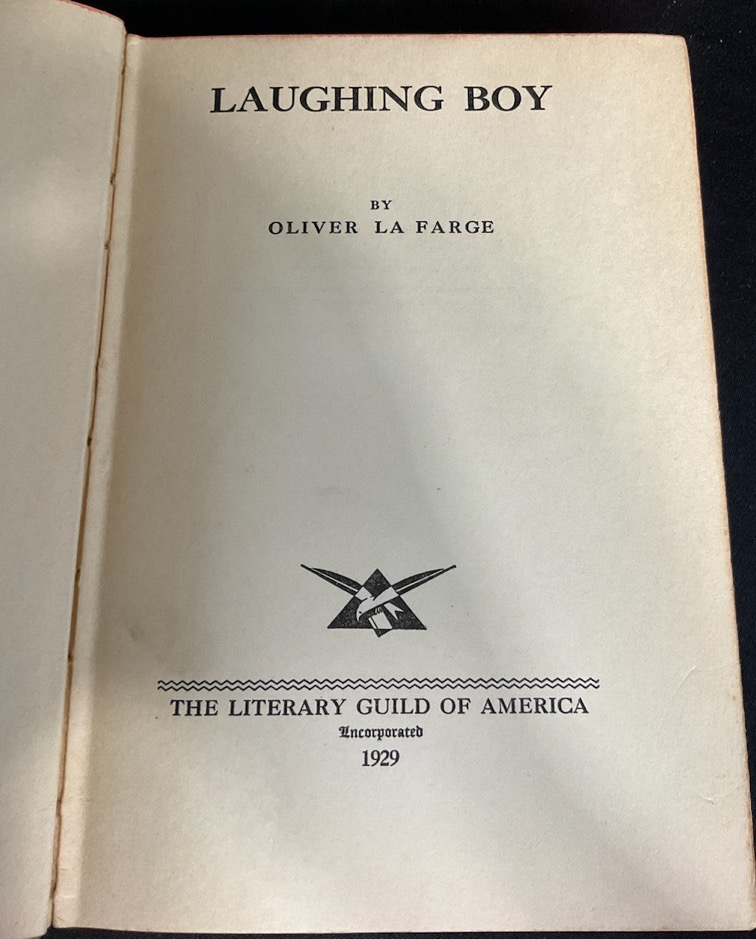 LAUGHING BOY
BY
OLIVER LA FARGE
THE LITERARY GUILD OF AMERICA
Incorporated
1929